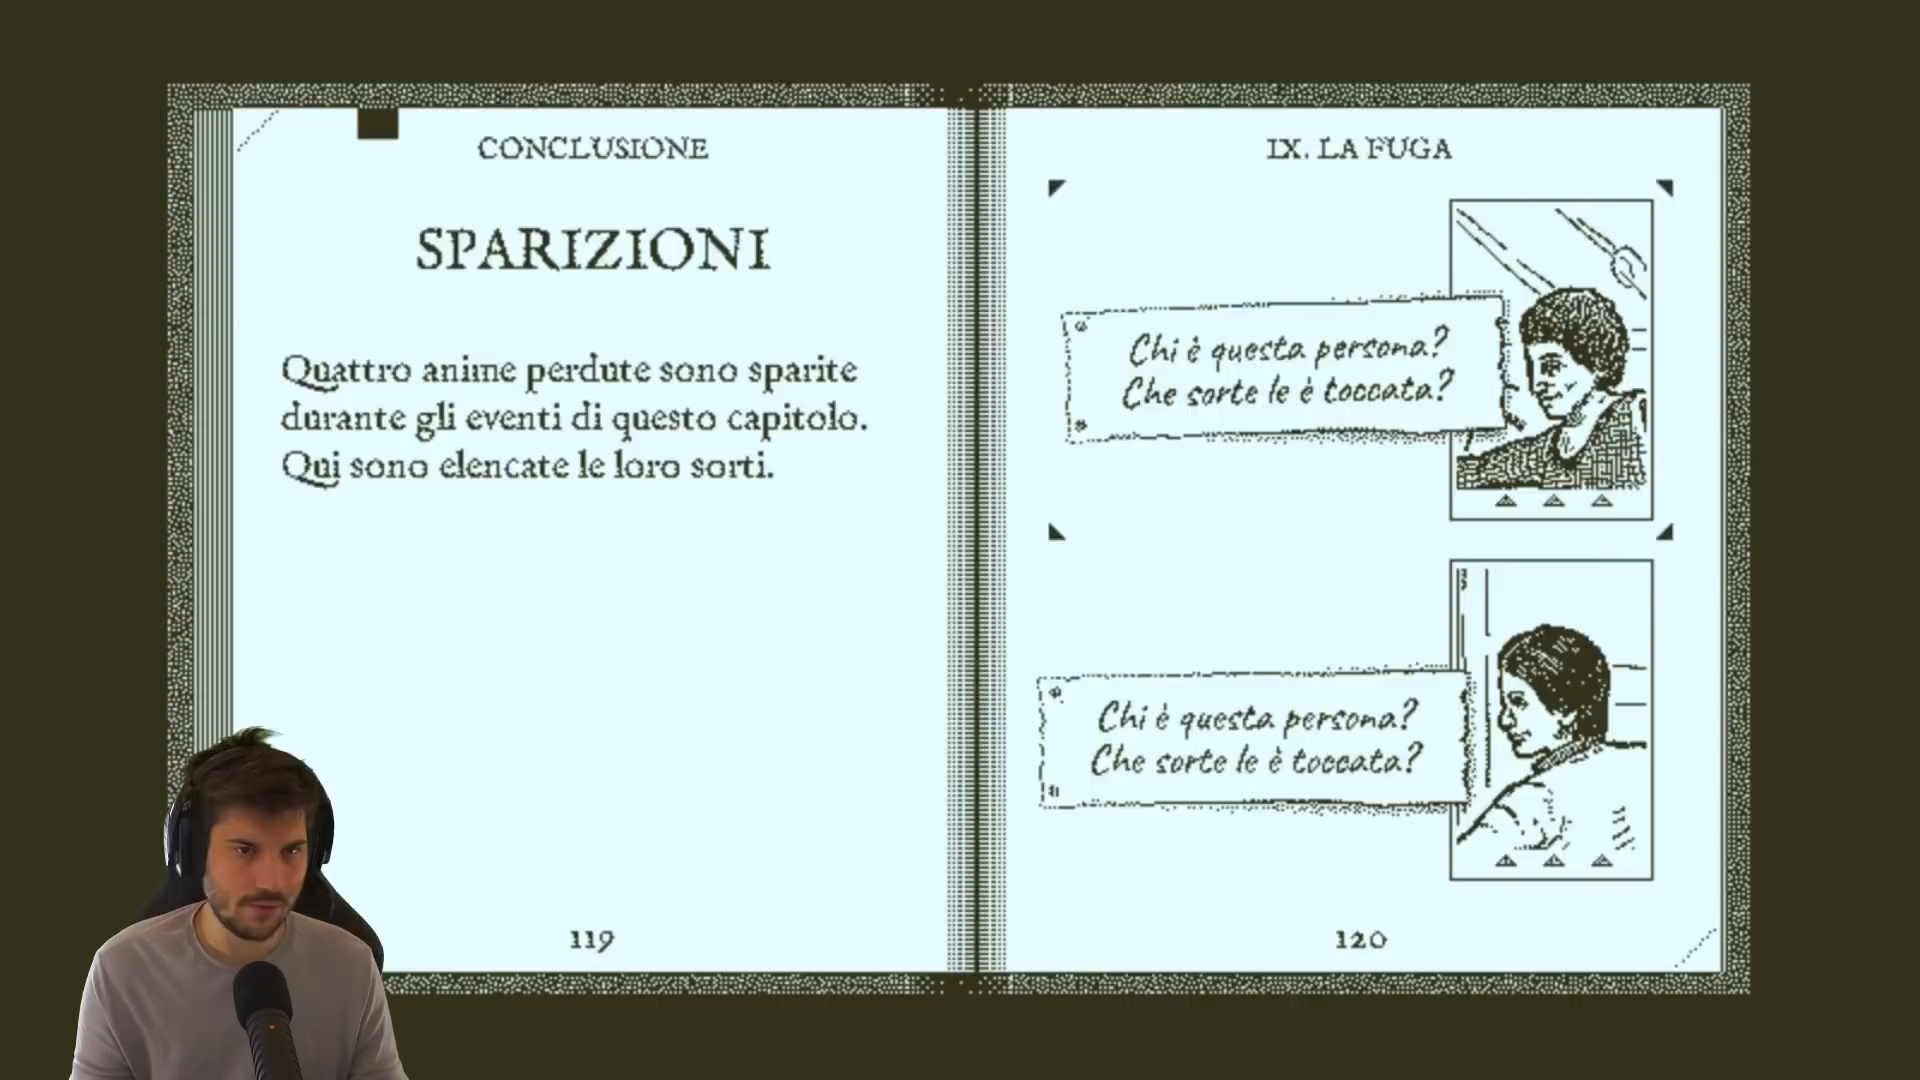 CONCLUSIONE
SPARIZIONI
Quattro anime perdute sono sparite
durante gli eventi di questo capitolo.
Qui sono elencate le loro sorti.
119
IX. LA FUGA
Chi è questa persona?
Che sorte le è toccata?
Chi è questa persona?
Che sorte le è toccata?
120